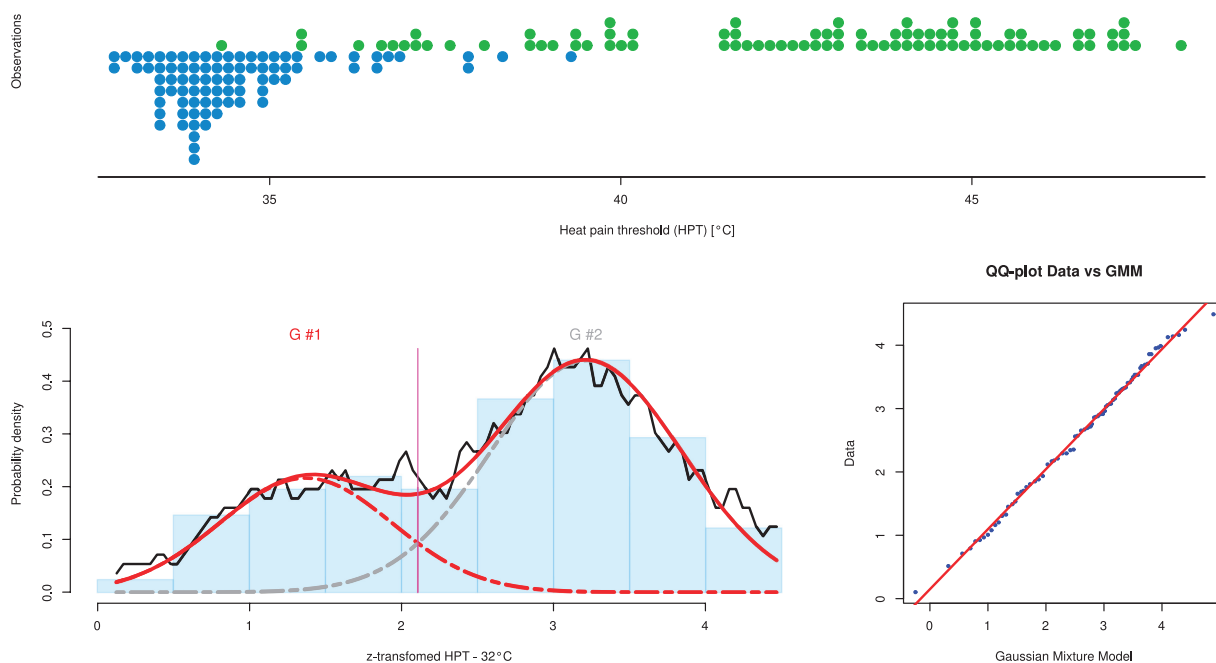 Observations
35 40 45
Heat pain threshold (HPT) [°C]
G #1 G #2
Probability density
0.0 0.1 0.2 0.3 0.4 0.5
0 1 2 3 4
z-transfomed HPT - 32°C
QQ-plot Data vs GMM
Data
0 1 2 3 4
0 1 2 3 4
Gaussian Mixture Model